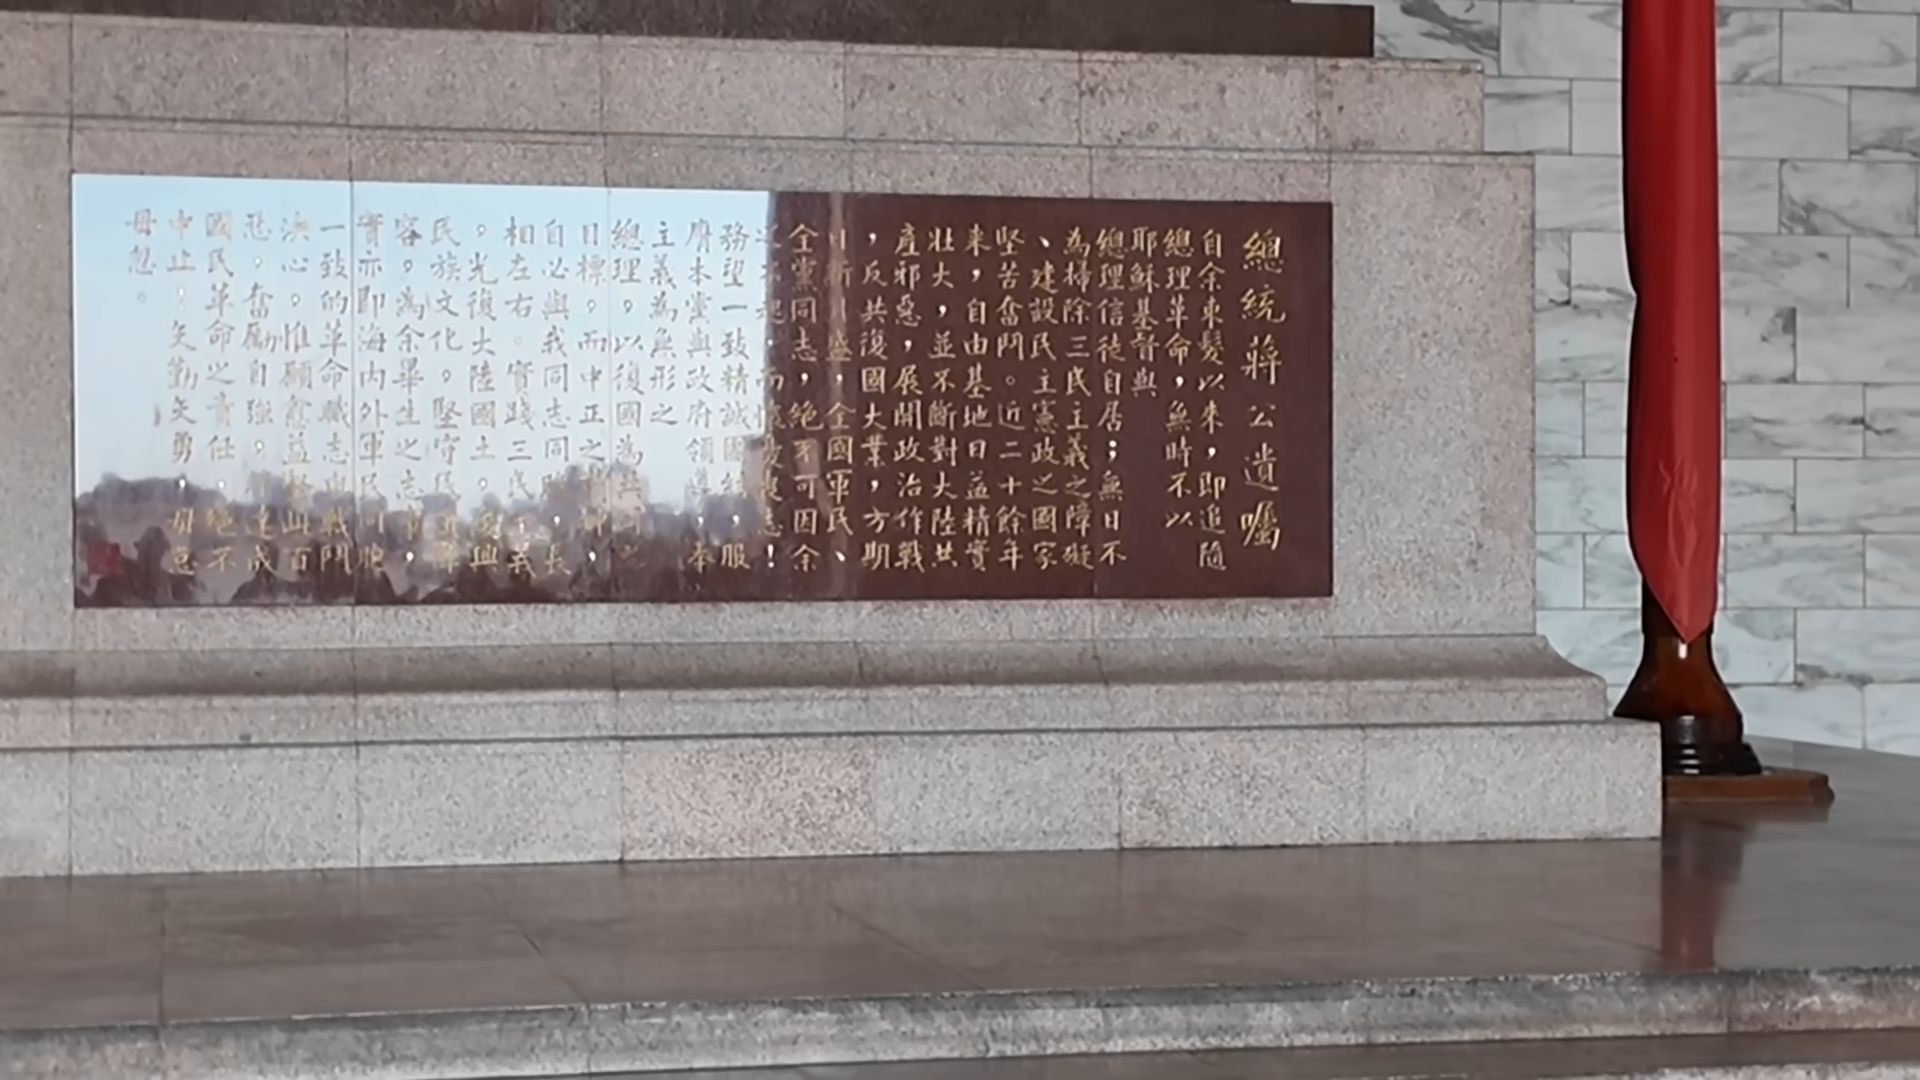 總統蔣公遺囑
自余束髮以來，即追隨
總理革命，無時不以
耶穌基督與
總理信徒自居；無日不
為掃除三民主義之障礙
、建設民主憲政之國家
堅苦奮鬥。近二十餘年
來，自由基地日益精實
壯大，並不斷對大陸共
產邪惡，展開政治作戰
，反共復國大業，方期
日新月盛，全國軍民、
全黨同志，絕不可因余
之不起，而懷憂喪志！
務望一致精誠團結，服
膺本黨與政府領導，奉
主義為無形之
總理。以復國為共同之
目標。而中正之精神，
自必與我同志同胞，長
相左右。實踐三民主義
。光復大陸國土。復興
民族文化。堅守民主陣
容。為余畢生之志事，
實亦即海內外軍民同胞
一致的革命職志與戰鬥
決心。惟願愈益堅此百
忍。奮勵自強。非達成
國民革命之責任，絕不
中止；矢勤矢勇，毋怠
毋忽。